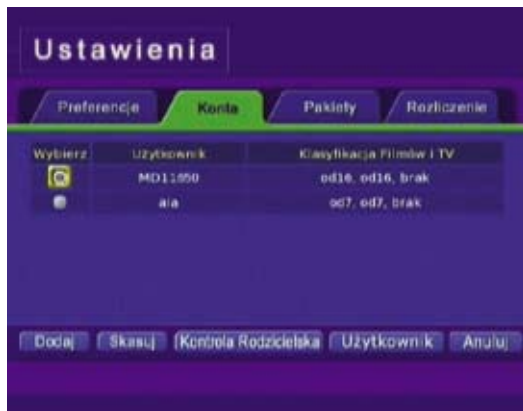 Ustawienia
Preferencje Konta Pakiety Rozliczenie
Wybierz Użytkownik Klasyfikacja Filmów i TV
MD11850 od16, od16, brak
ala od7, od7, brak
Dodaj Skasuj Kontrola Rodzicielska Użytkownik Anuluj